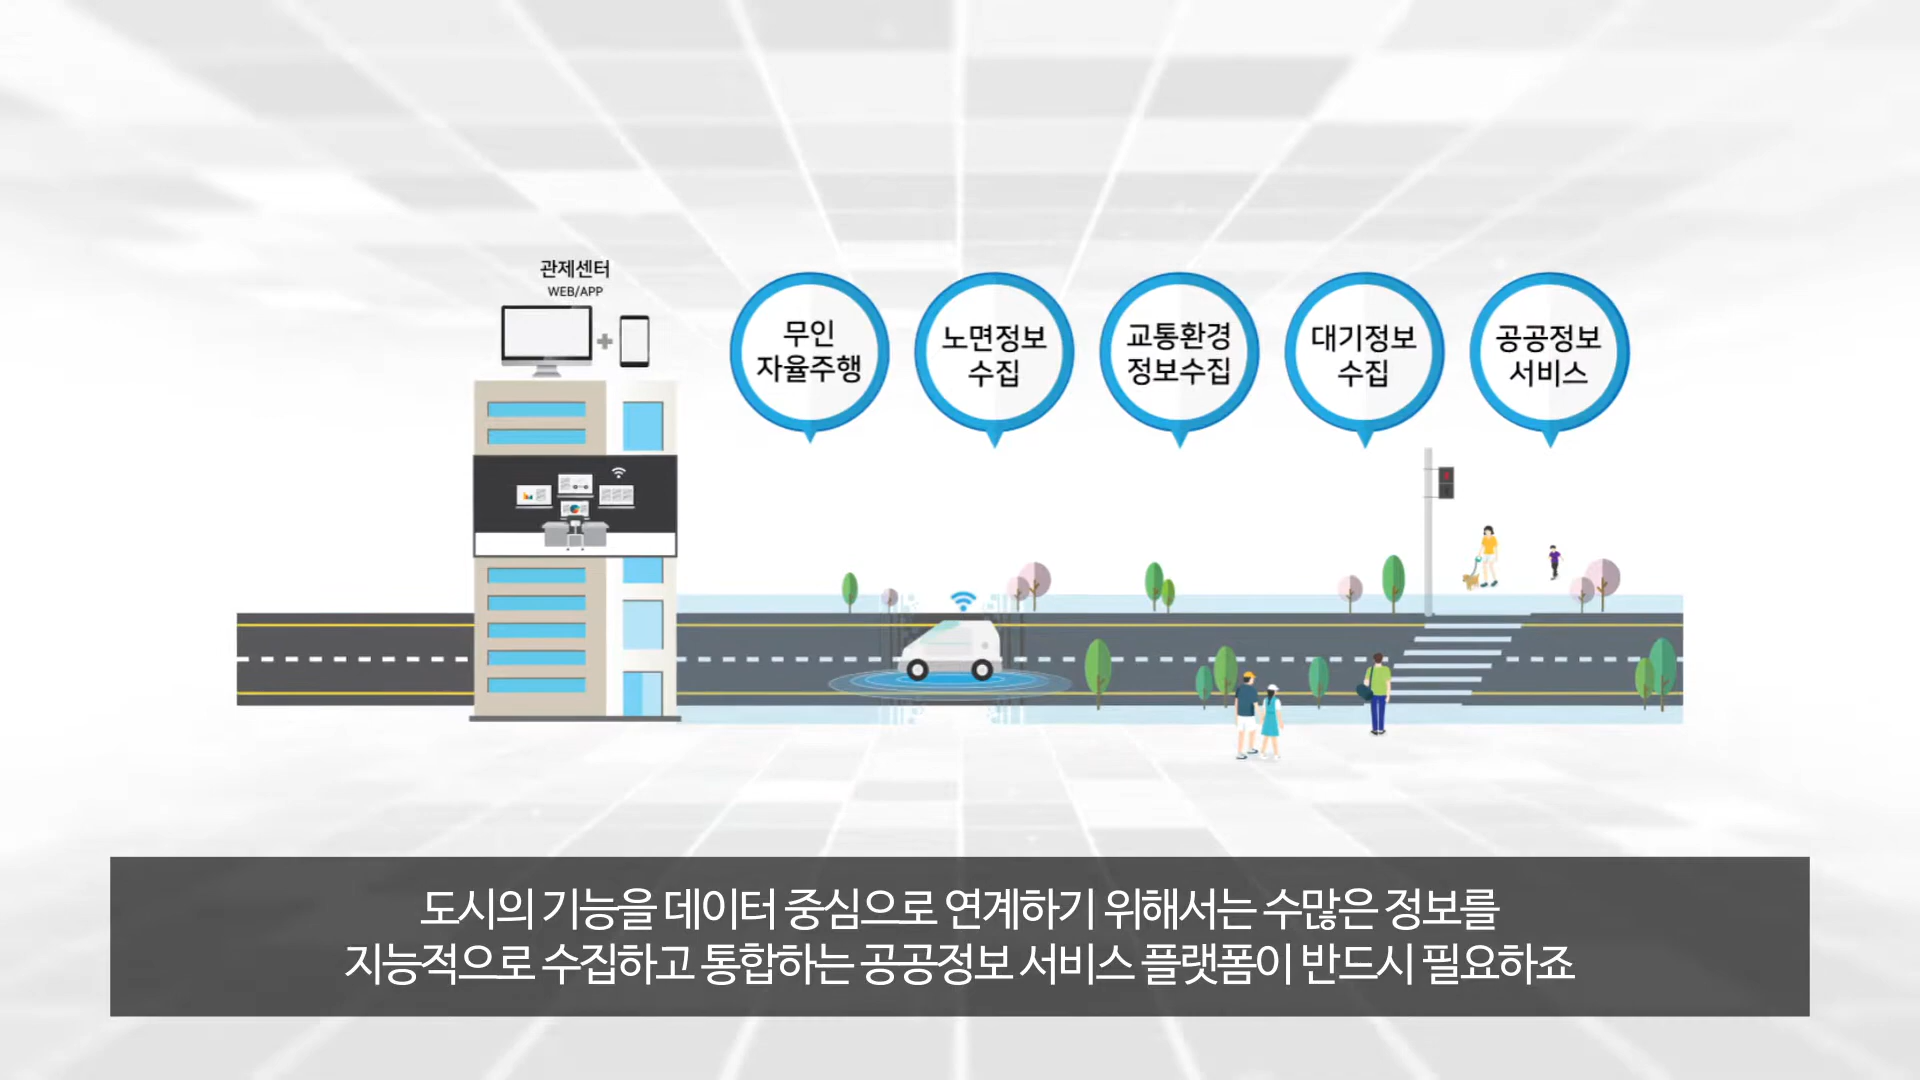 관제센터
WEB/APP
무인
자율주행
노면정보
수집
교통환경
정보수집
대기정보
수집
공공정보
서비스
도시의 기능을 데이터 중심으로 연계하기 위해서는 수많은 정보를
지능적으로 수집하고 통합하는 공공정보 서비스 플랫폼이 반드시 필요하죠